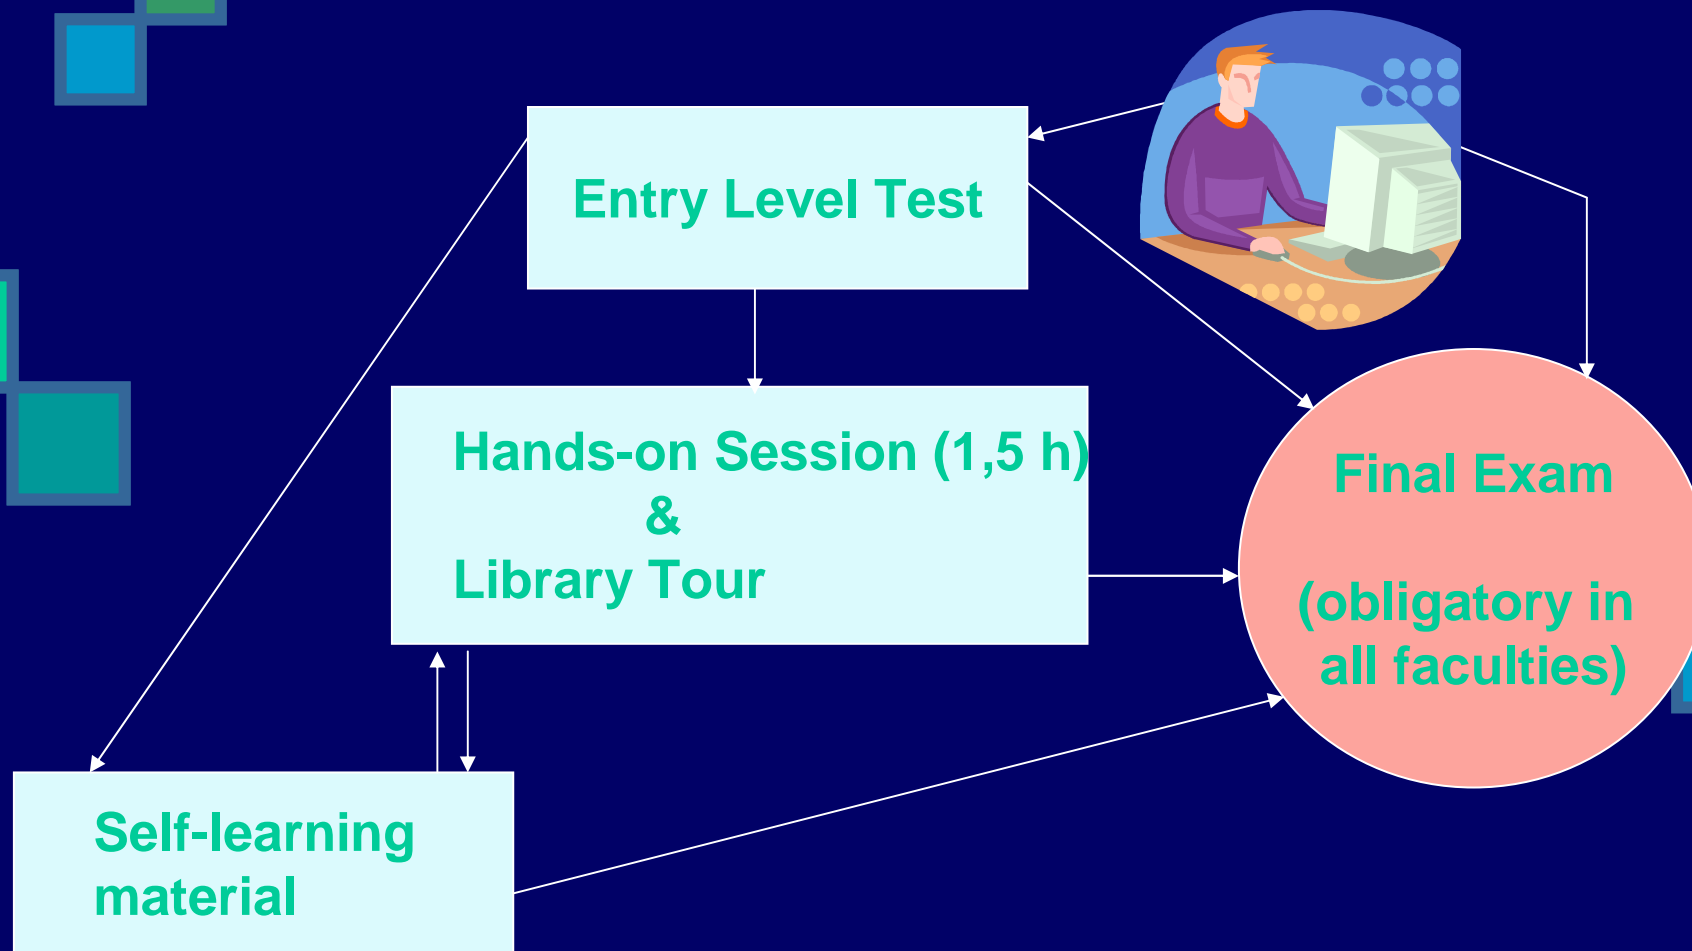 Entry Level Test
Hands-on Session (1,5 h)
&
Library Tour
Final Exam
(obligatory in
all faculties)
Self-learning
material